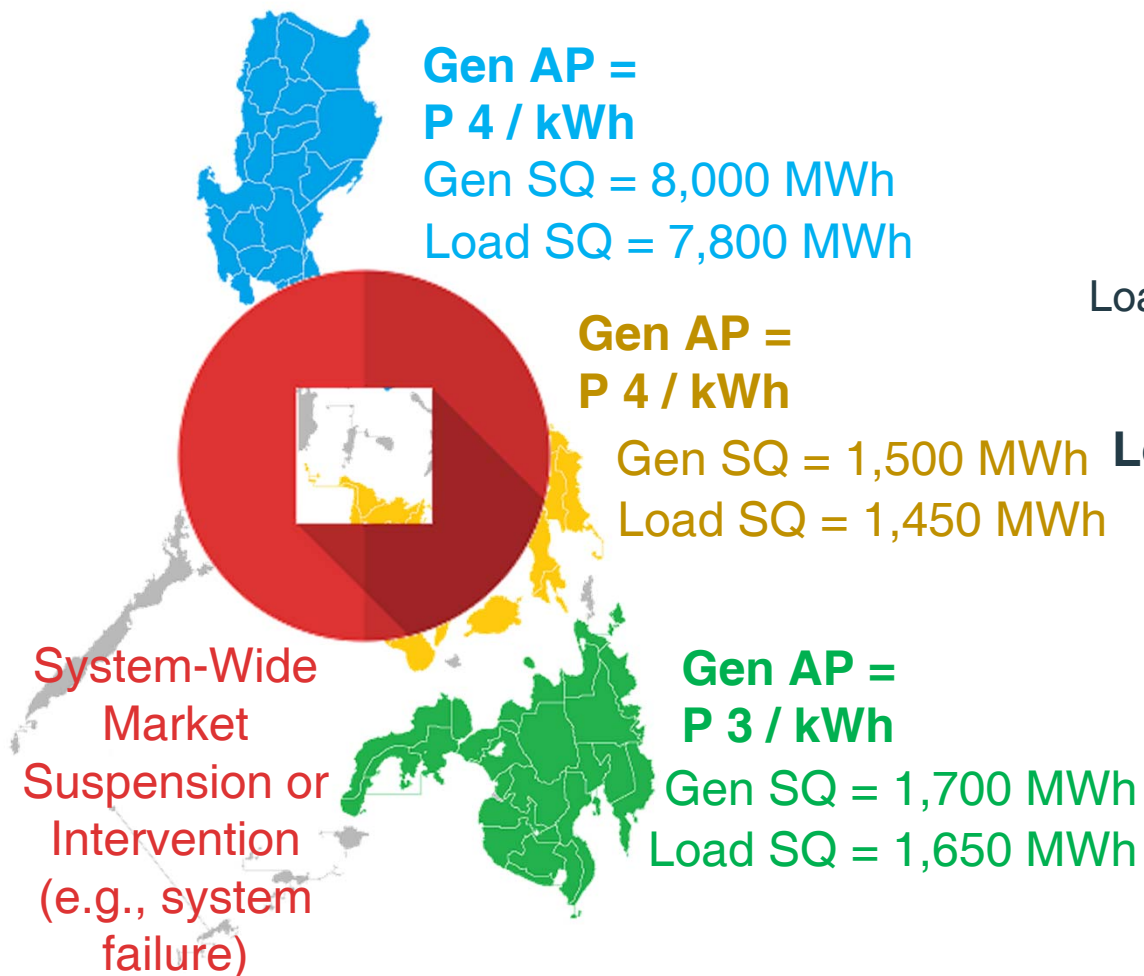 Gen AP =
P 4 / kWh
Gen SQ = 8,000 MWh
Load SQ = 7,800 MWh
Gen AP =
P 4 / kWh
Gen SQ = 1,500 MWh
Load SQ = 1,450 MWh
System-Wide
Market
Suspension or
Intervention
(e.g., system
failure)
Gen AP =
P 3 / kWh
Gen SQ = 1,700 MWh
Load SQ = 1,650 MWh